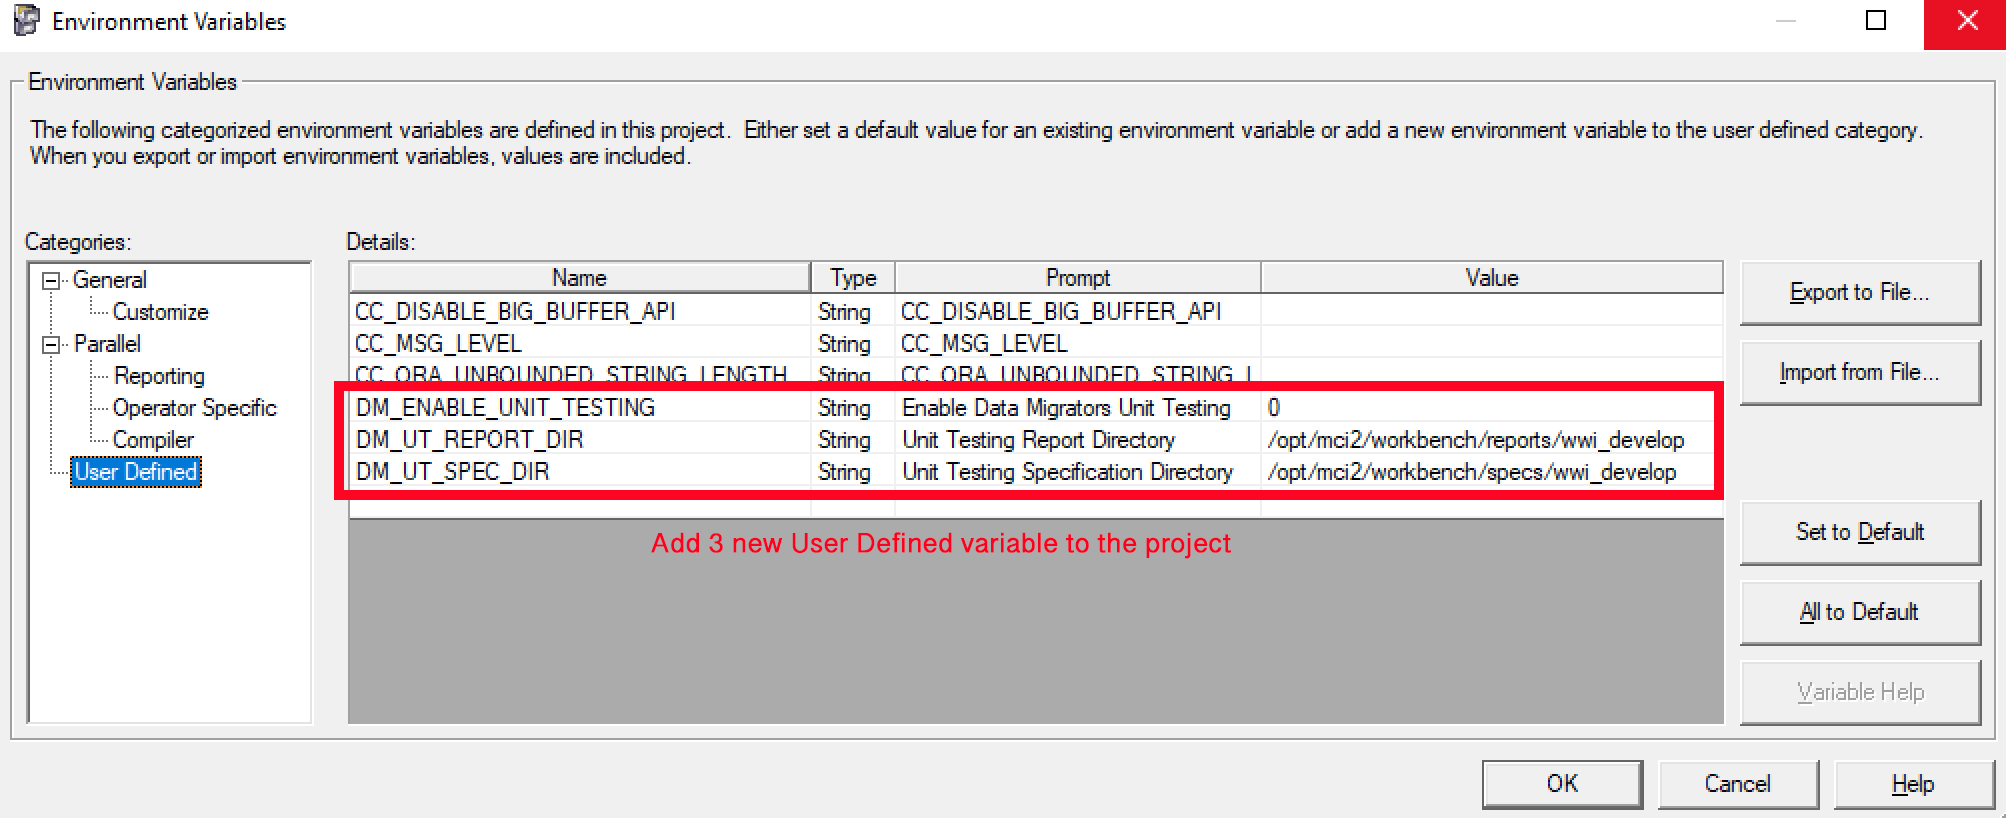 Environment Variables
Environment Variables
The following categorized environment variables are defined in this project.  Either set a default value for an existing environment variable or add a new environment variable to the user defined category.
When you export or import environment variables, values are included.
Categories:
General
Customize
Parallel
Reporting
Operator Specific
Compiler
User Defined
Details:
Name Type Prompt Value
CC_DISABLE_BIG_BUFFER_API String CC_DISABLE_BIG_BUFFER_API
CC_MSG_LEVEL String CC_MSG_LEVEL
CC_ORA_UNBOUNDED_STRING_LENGTH String CC_ORA_UNBOUNDED_STRING_L
DM_ENABLE_UNIT_TESTING String Enable Data Migrators Unit Testing 0
DM_UT_REPORT_DIR String Unit Testing Report Directory /opt/mci2/workbench/reports/wwi_develop
DM_UT_SPEC_DIR String Unit Testing Specification Directory /opt/mci2/workbench/specs/wwi_develop
Add 3 new User Defined variable to the project
Export to File...
Import from File...
Set to Default
All to Default
Variable Help
OK Cancel Help